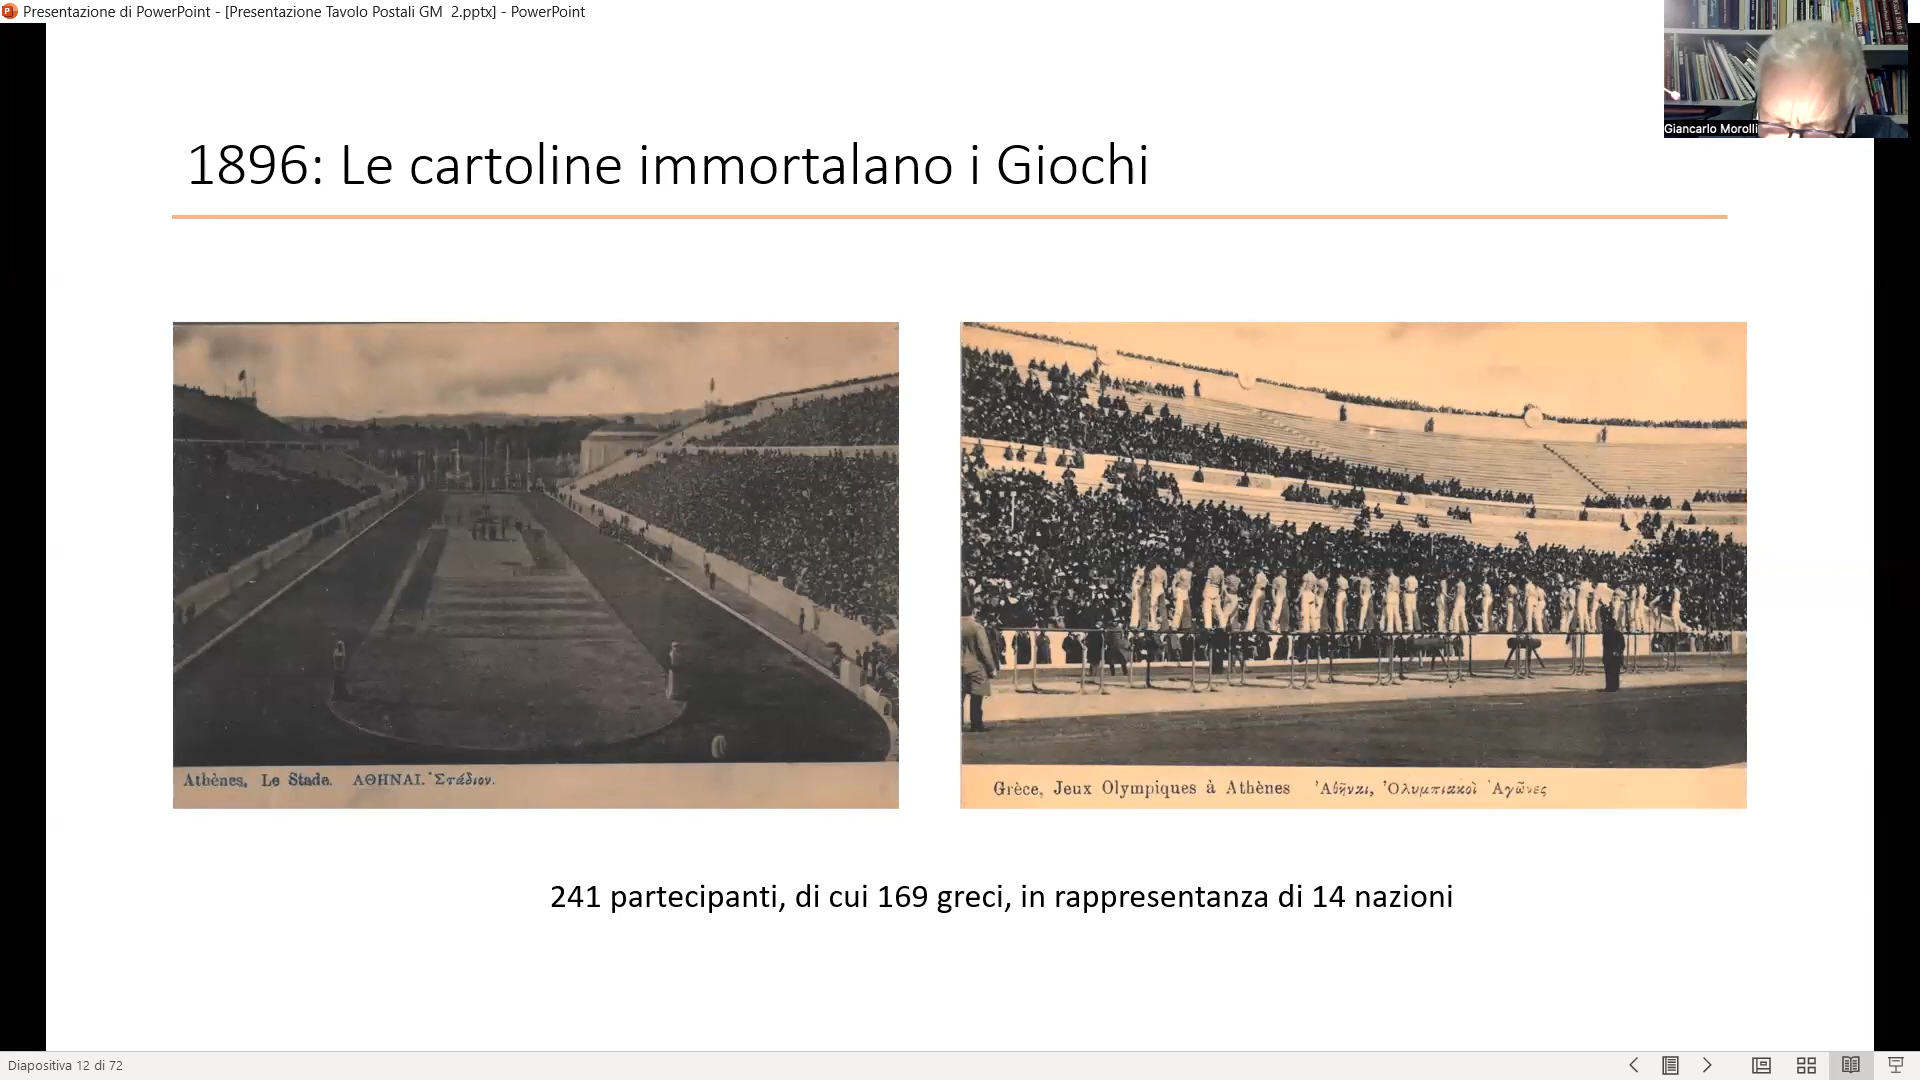 Presentazione di PowerPoint - [Presentazione Tavolo Postali GM  2.pptx] - PowerPoint
Giancarlo Morolli
1896: Le cartoline immortalano i Giochi
Athènes, Le Stade. ΑΘΗΝΑΙ. Στάδιον.
Grèce, Jeux Olympiques à Athènes Ἀθῆναι, Ὀλυμπιακοὶ Ἀγῶνες
241 partecipanti, di cui 169 greci, in rappresentanza di 14 nazioni
Diapositiva 12 di 72